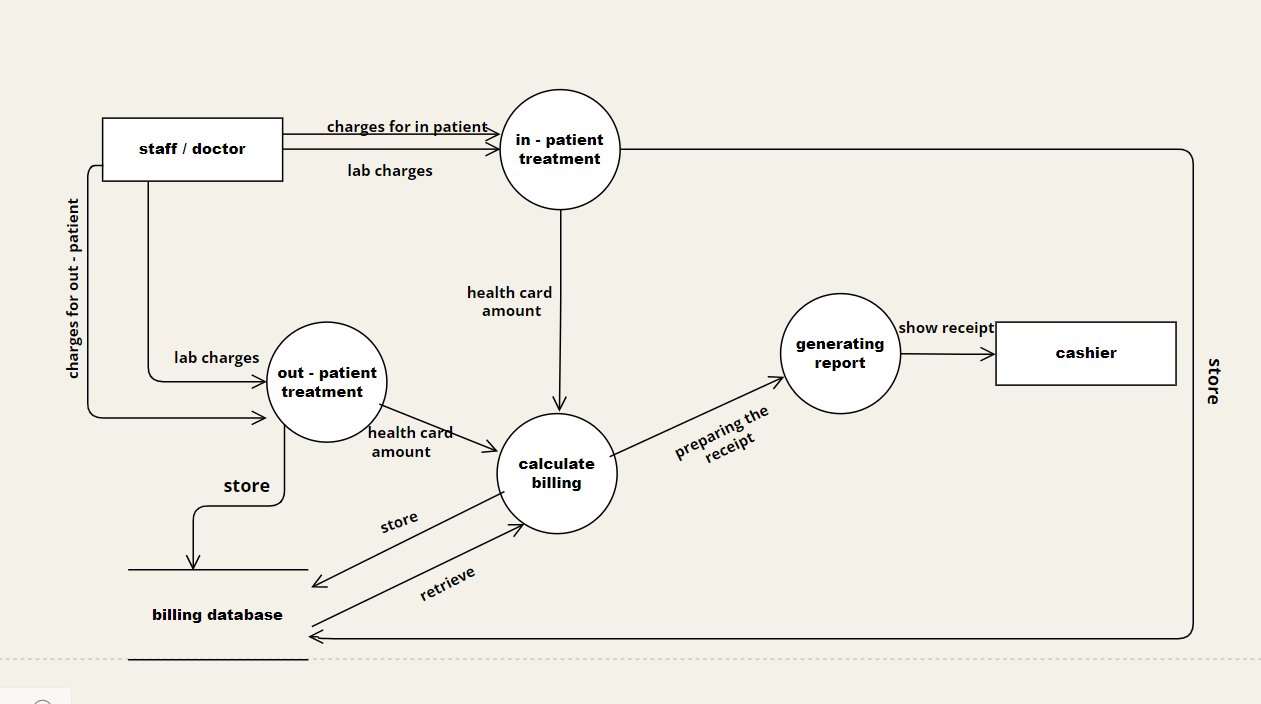 charges for in patient
staff / doctor
in - patient
treatment
lab charges
charges for out - patient
health card
amount
lab charges
out - patient
treatment
generating
report
show receipt
cashier
store
health card
amount
preparing the
receipt
calculate
billing
store
store
retrieve
billing database